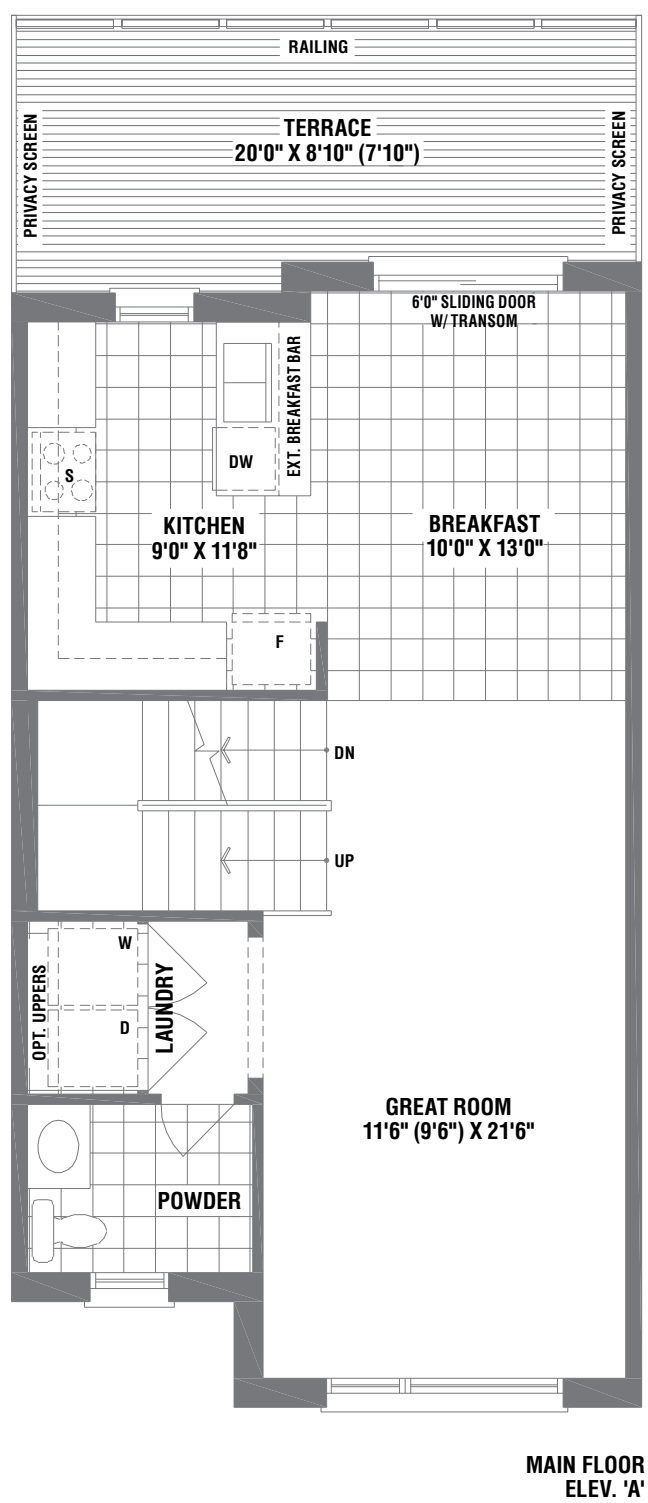 RAILING
PRIVACY SCREEN
TERRACE
20'0" X 8'10" (7'10")
PRIVACY SCREEN
6'0" SLIDING DOOR
W/ TRANSOM
EXT. BREAKFAST BAR
DW
S
KITCHEN
9'0" X 11'8"
BREAKFAST
10'0" X 13'0"
F
DN
UP
W
OPT. UPPERS
LAUNDRY
D
GREAT ROOM
11'6" (9'6") X 21'6"
POWDER
MAIN FLOOR
ELEV. 'A'